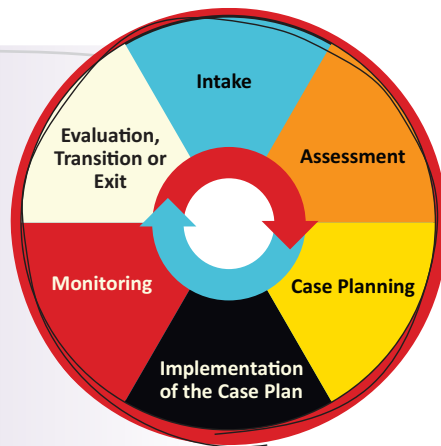 Intake
Assessment
Case Planning
Implementation
of the Case Plan
Monitoring
Evaluation,
Transition or
Exit